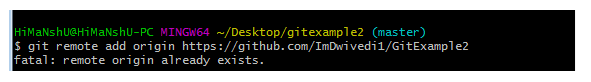 HiMaNshU@HiMaNshU-PC MINGW64 ~/Desktop/gitexample2 (master)
$ git remote add origin https://github.com/ImDwivedi1/GitExample2
fatal: remote origin already exists.